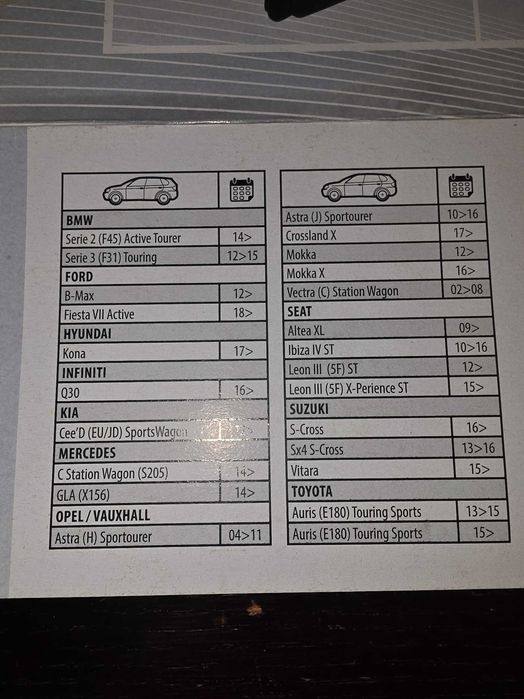 BMW
Serie 2 (F45) Active Tourer 14>
Serie 3 (F31) Touring 12>15
FORD
B-Max 12>
Fiesta VII Active 18>
HYUNDAI
Kona 17>
INFINITI
Q30 16>
KIA
Cee'D (EU/JD) SportsWagon
MERCEDES
C Station Wagon (S205) 14>
GLA (X156) 14>
OPEL / VAUXHALL
Astra (H) Sportourer 04>11
Astra (J) Sportourer 10>16
Crossland X 17>
Mokka 12>
Mokka X 16>
Vectra (C) Station Wagon 02>08
SEAT
Altea XL 09>
Ibiza IV ST 10>16
Leon III (5F) ST 12>
Leon III (5F) X-Perience ST 15>
SUZUKI
S-Cross 16>
Sx4 S-Cross 13>16
Vitara 15>
TOYOTA
Auris (E180) Touring Sports 13>15
Auris (E180) Touring Sports 15>